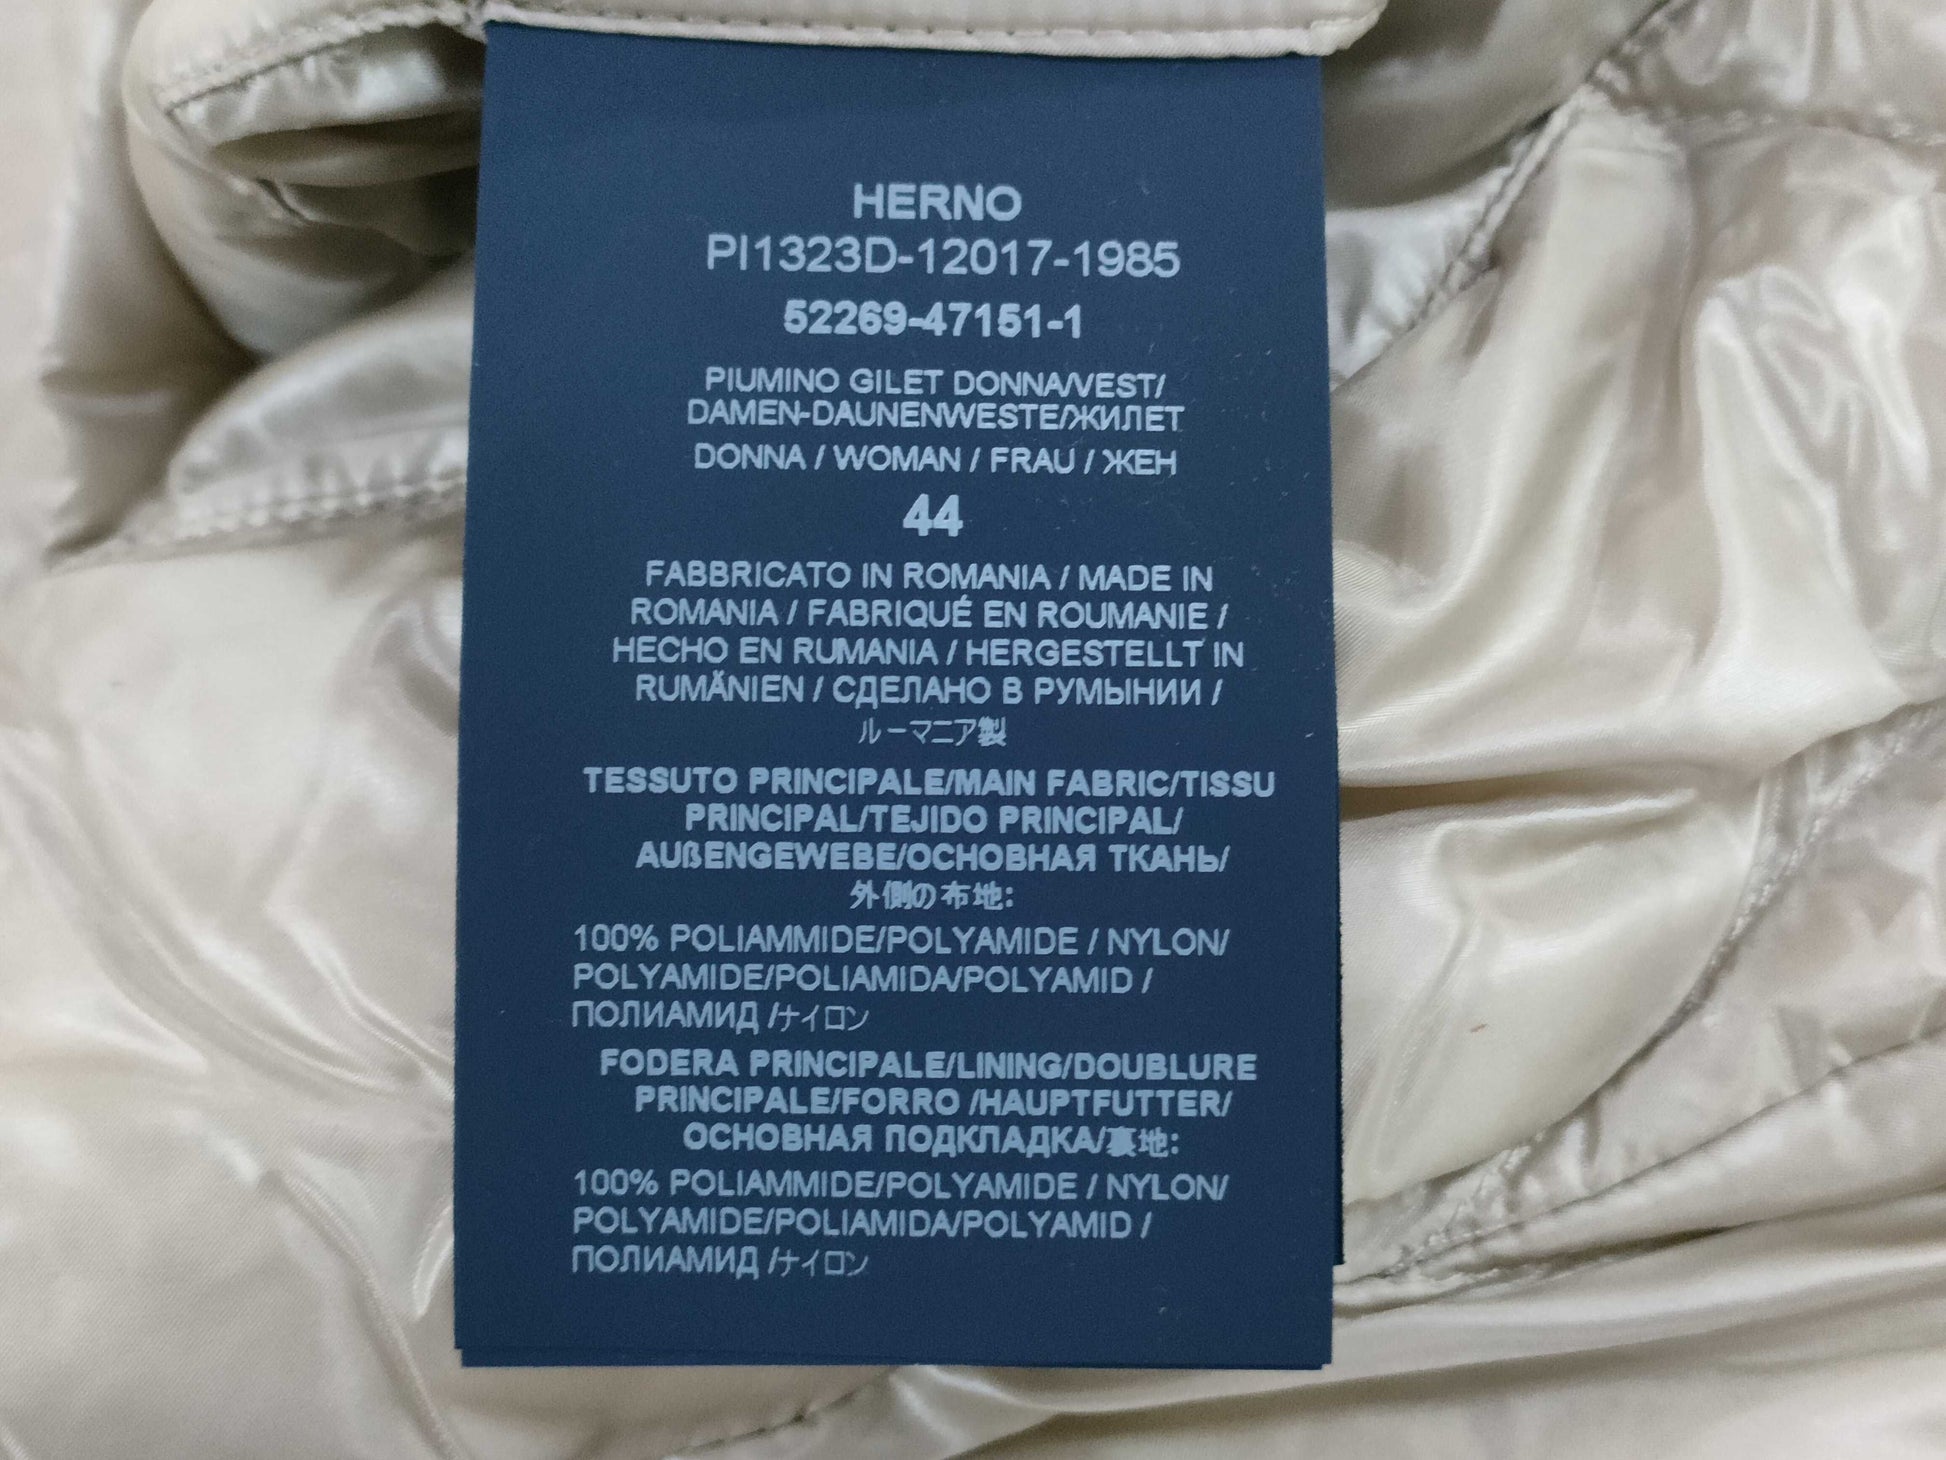 HERNO
PI1323D-12017-1985
52269-47151-1
PIUMINO GILET DONNA/VEST/
DAMEN-DAUNENWESTE/ЖИЛЕТ
DONNA / WOMAN / FRAU / ЖЕН
44
FABBRICATO IN ROMANIA / MADE IN
ROMANIA / FABRIQUÉ EN ROUMANIE /
HECHO EN RUMANIA / HERGESTELLT IN
RUMÄNIEN / СДЕЛАНО В РУМЫНИИ /
ルーマニア製
TESSUTO PRINCIPALE/MAIN FABRIC/TISSU
PRINCIPAL/TEJIDO PRINCIPAL/
AUßENGEWEBE/ОСНОВНАЯ ТКАНЬ/
外側の布地:
100% POLIAMMIDE/POLYAMIDE / NYLON/
POLYAMIDE/POLIAMIDA/POLYAMID /
ПОЛИАМИД /ナイロン
FODERA PRINCIPALE/LINING/DOUBLURE
PRINCIPALE/FORRO /HAUPTFUTTER/
ОСНОВНАЯ ПОДКЛАДКА/裏地:
100% POLIAMMIDE/POLYAMIDE / NYLON/
POLYAMIDE/POLIAMIDA/POLYAMID /
ПОЛИАМИД /ナイロン